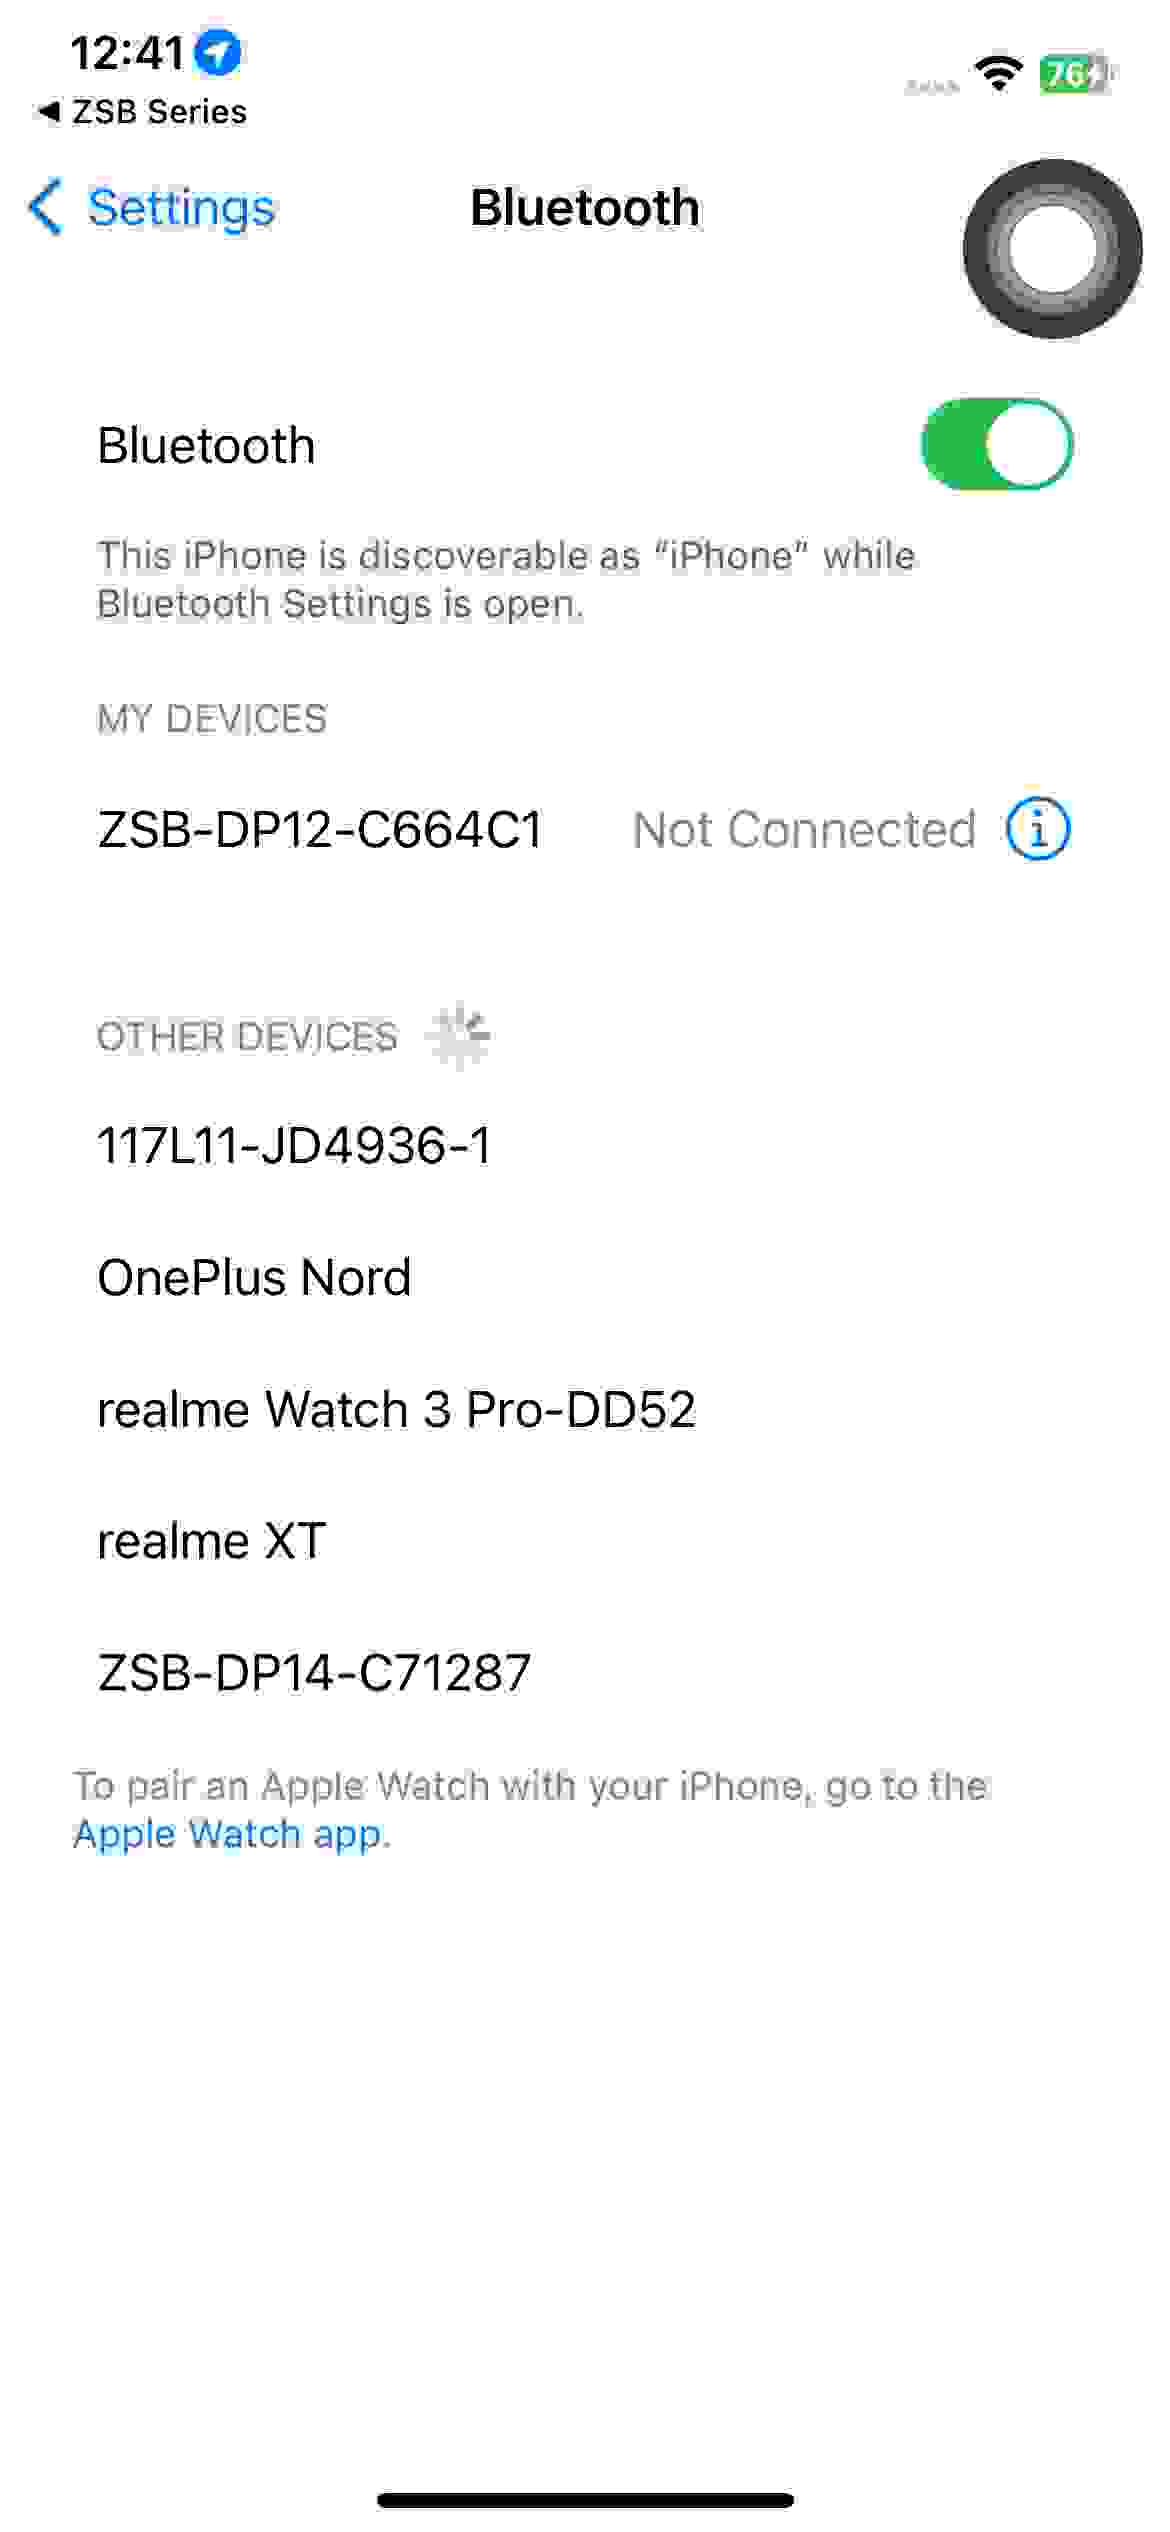 12:41
76
◀ ZSB Series
Settings
Bluetooth
Bluetooth
This iPhone is discoverable as “iPhone” while
Bluetooth Settings is open.
MY DEVICES
ZSB-DP12-C664C1 Not Connected
OTHER DEVICES
117L11-JD4936-1
OnePlus Nord
realme Watch 3 Pro-DD52
realme XT
ZSB-DP14-C71287
To pair an Apple Watch with your iPhone, go to the
Apple Watch app.